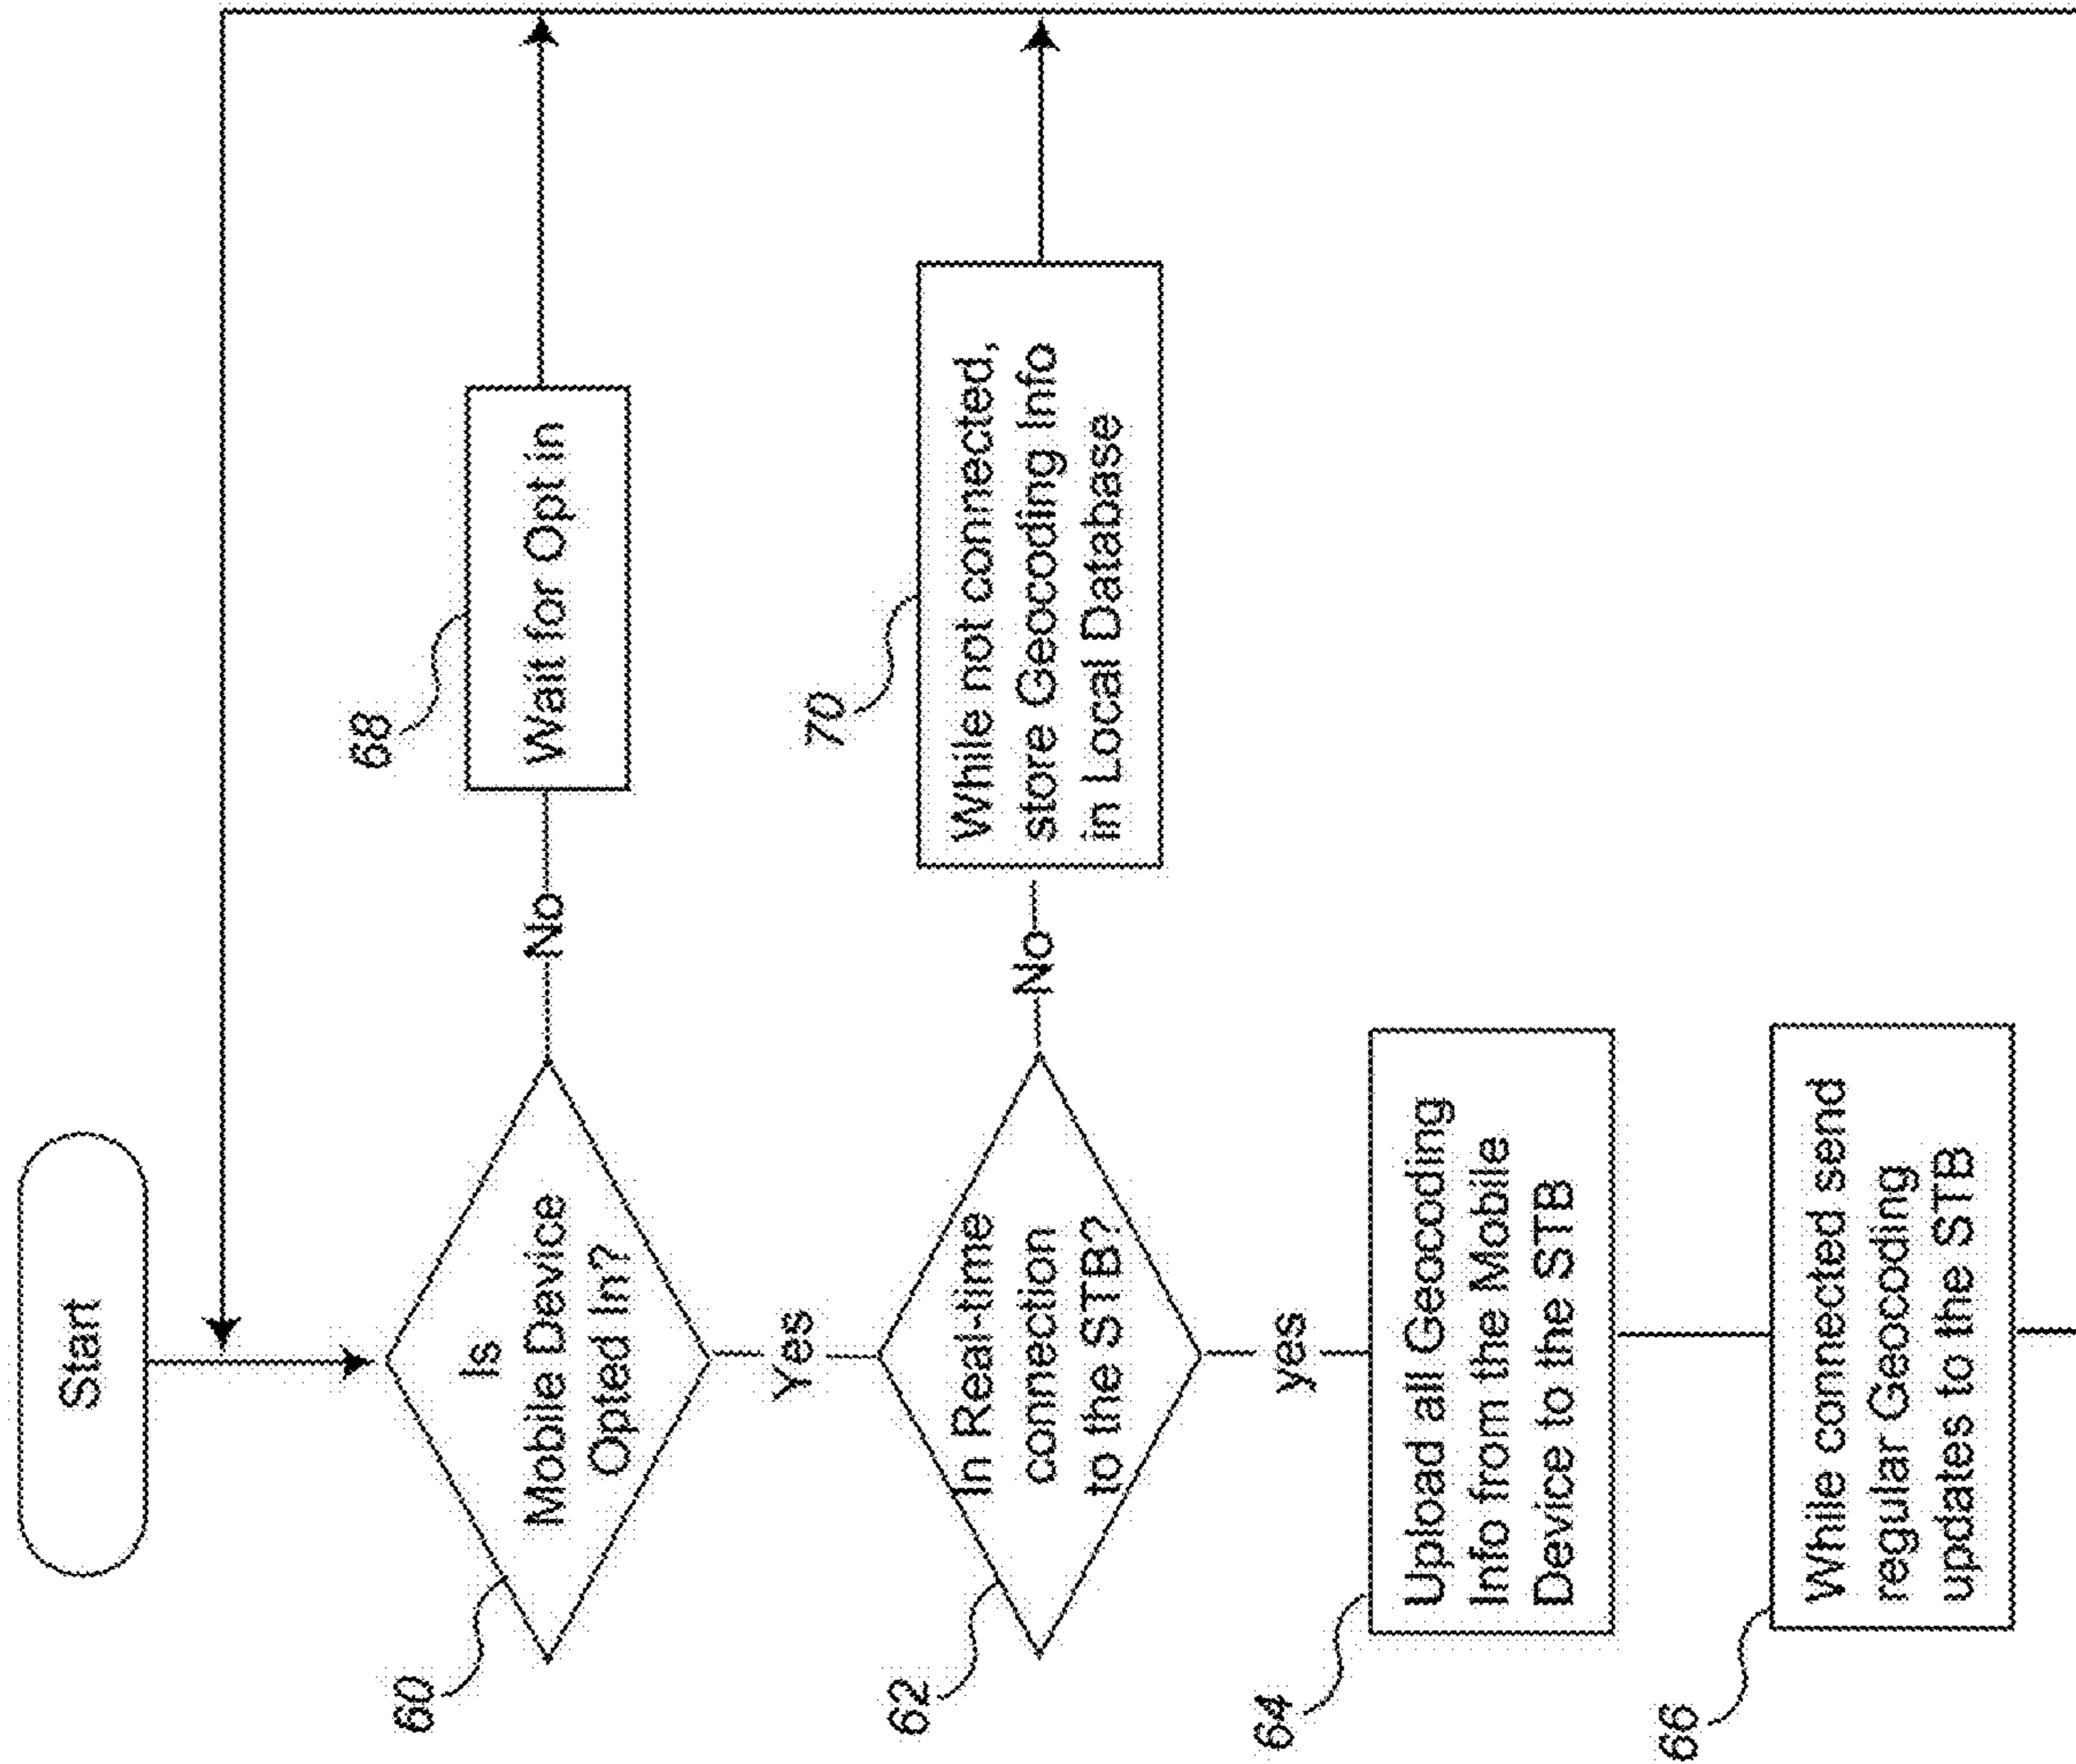 Start
60
Is
Mobile Device
Opted In?
No
68
Wait for Opt in
Yes
62
In Real-time
connection
to the STB?
No
70
While not connected,
store Geocoding Info
in Local Database
yes
64
Upload all Geocoding
Info from the Mobile
Device to the STB
66
While connected send
regular Geocoding
updates to the STB